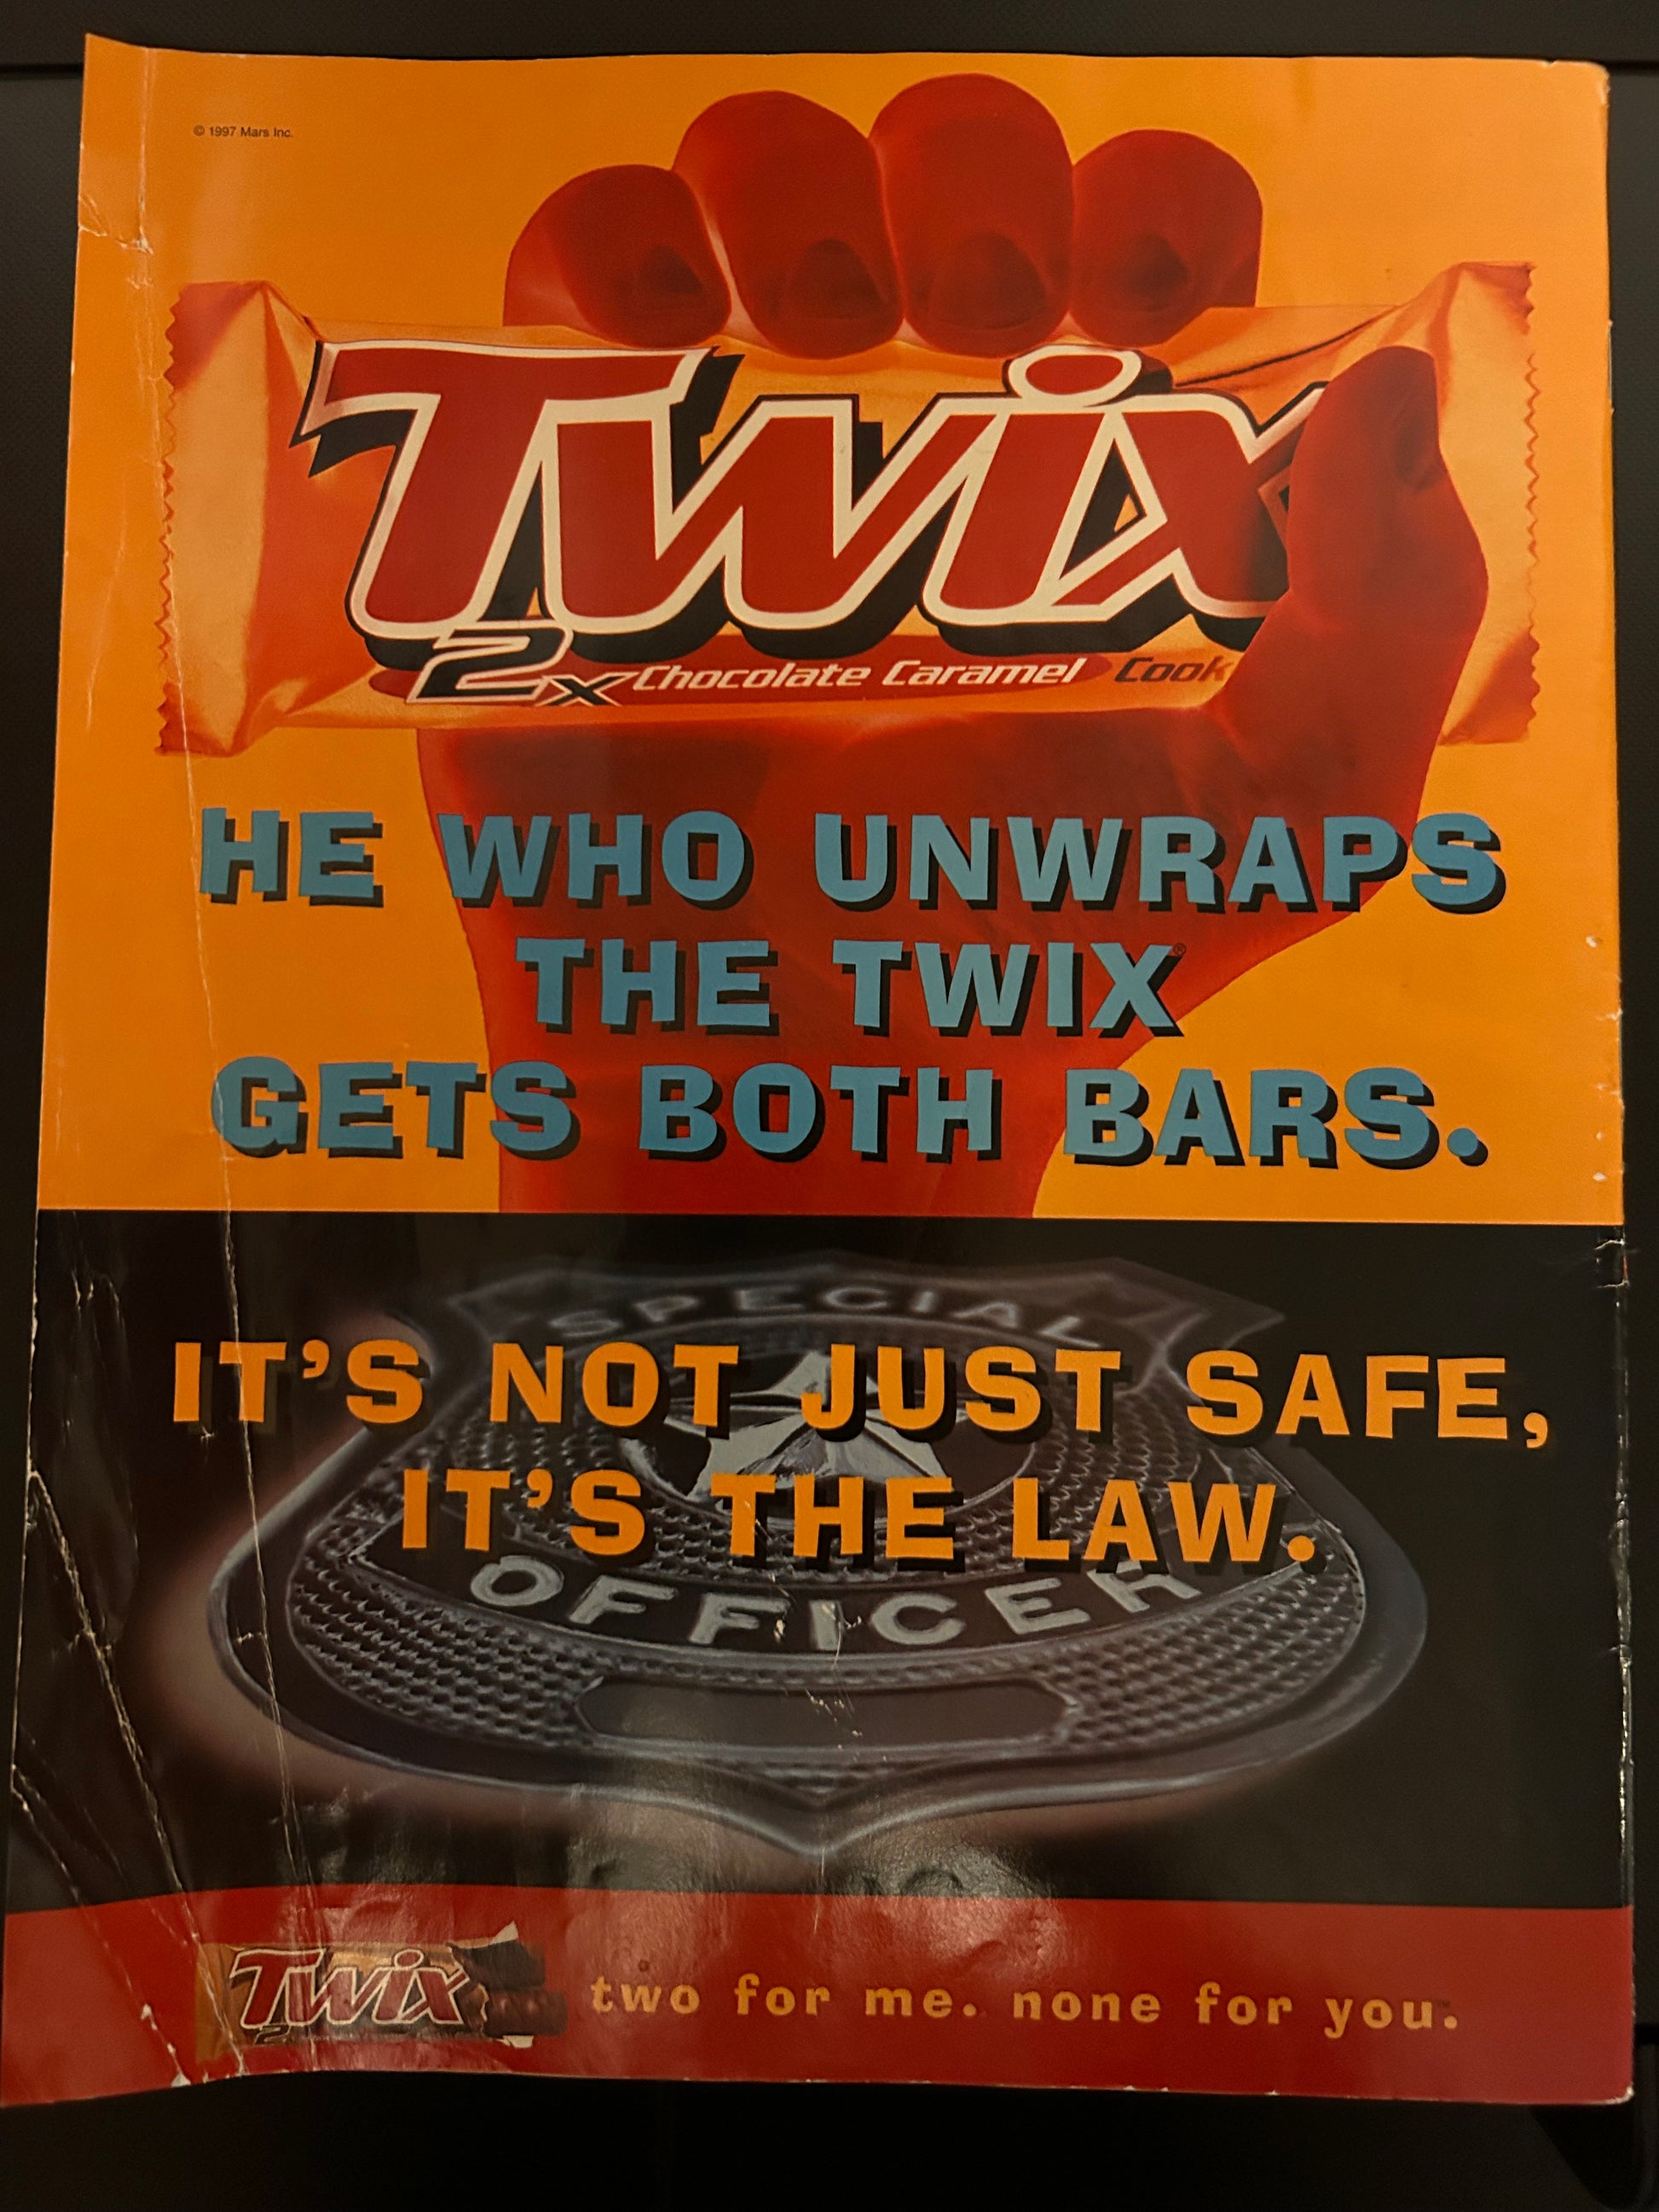 © 1997 Mars Inc.
Twix
2x Chocolate Caramel Cook
HE WHO UNWRAPS
THE TWIX®
GETS BOTH BARS.
SPECIAL
IT'S NOT JUST SAFE,
IT'S THE LAW.
OFFICER
Twix
2
two for me. none for you.